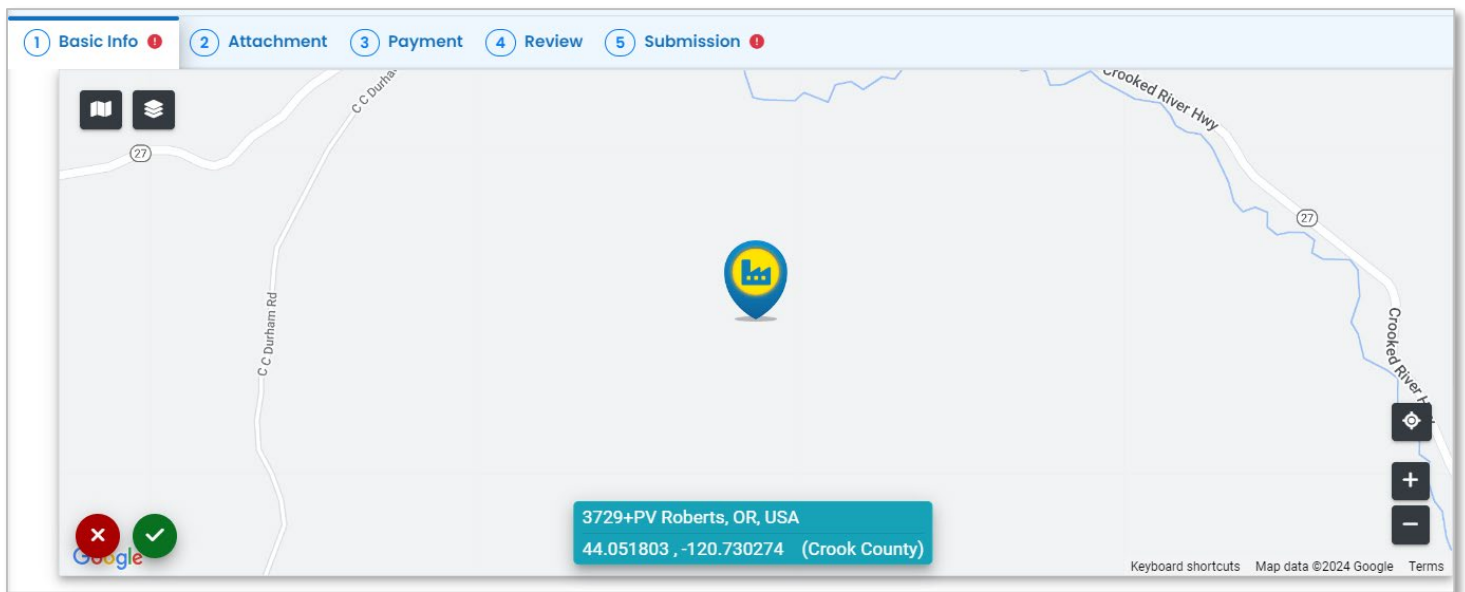 1 Basic Info ! 2 Attachment 3 Payment 4 Review 5 Submission !
C C Durha
Crooked River Hwy
27
27
C C Durham Rd
Crooked River H
3729+PV Roberts, OR, USA
44.051803 , -120.730274 (Crook County)
Google
Keyboard shortcuts Map data ©2024 Google Terms